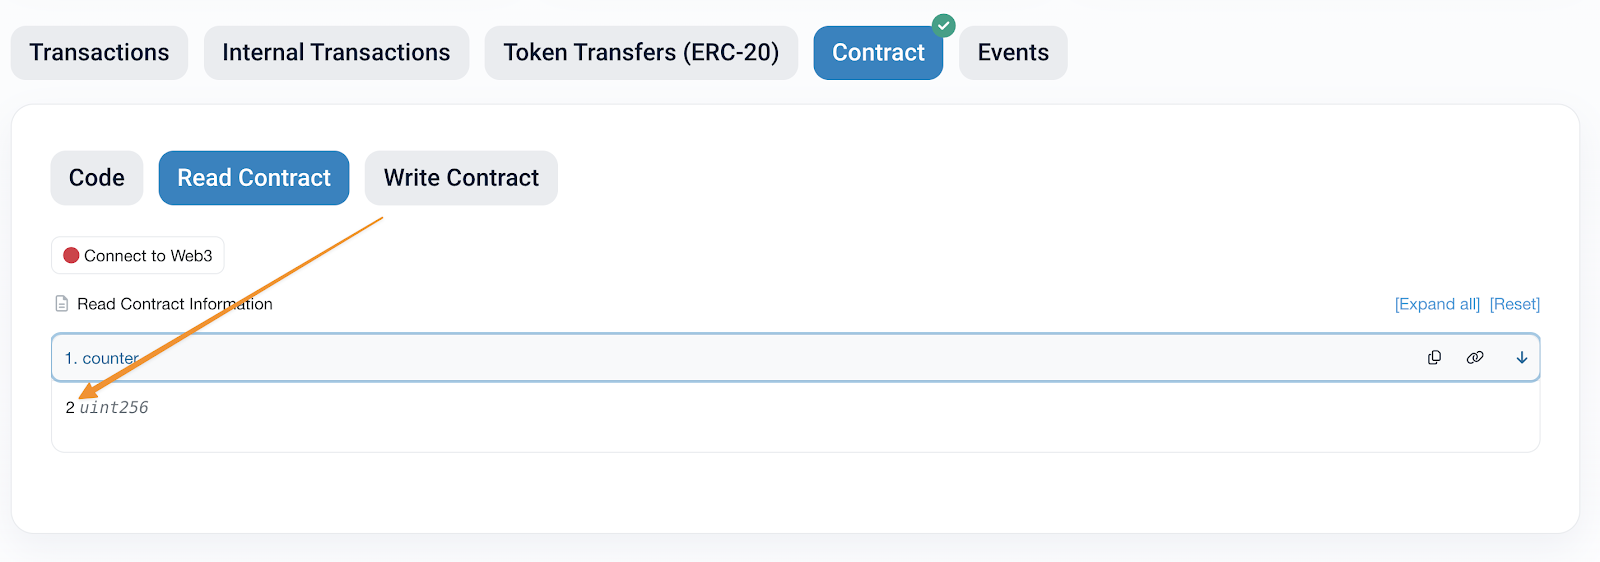 Transactions Internal Transactions Token Transfers (ERC-20) Contract Events
Code Read Contract Write Contract
Connect to Web3
Read Contract Information [Expand all] [Reset]
1. counter
2 uint256